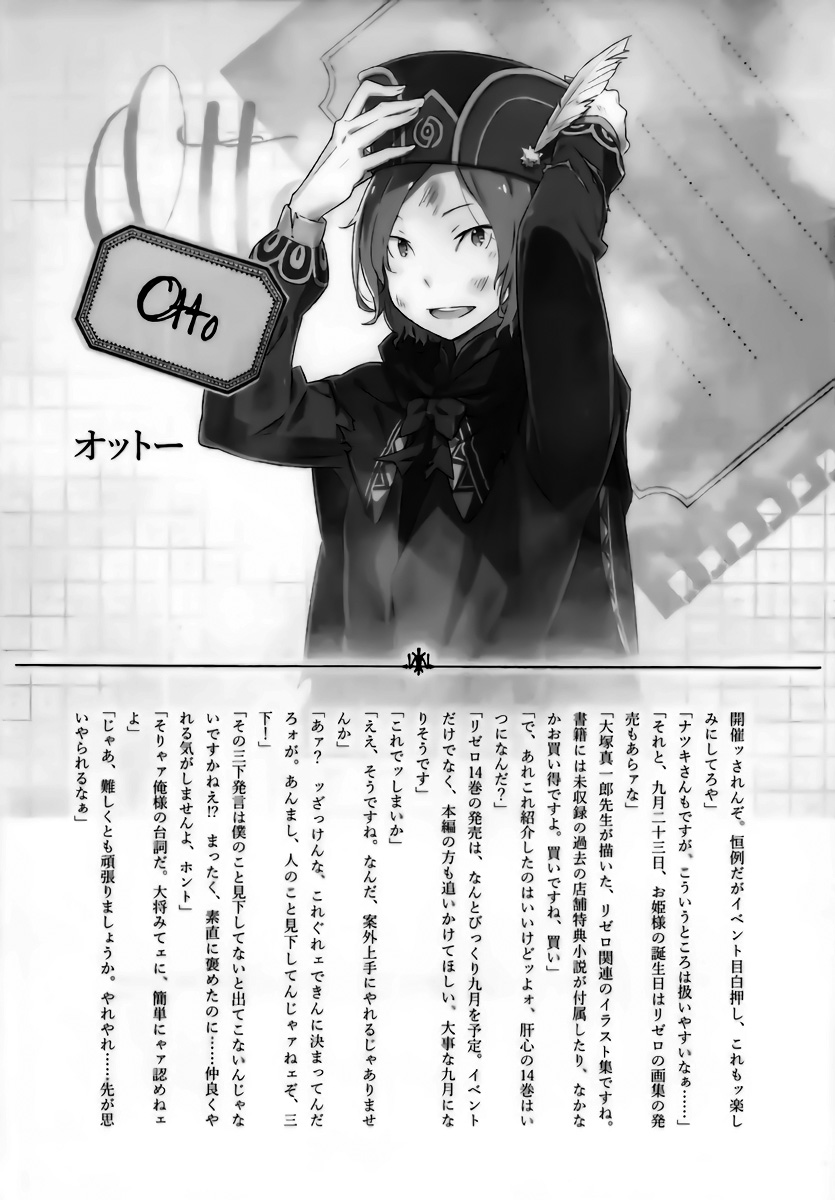 Otto
Otto
オットー
開催ッされんぞ。恒例だがイベント目白押し、これもッ楽し
みにしてろや」
「ナツキさんもですが、こういうところは扱いやすいなぁ……」
「それと、九月二十三日、お姫様の誕生日はリゼロの画集の発
売もあらァな」
「大塚真一郎先生が描いた、リゼロ関連のイラスト集ですね。
書籍には未収録の過去の店舗特典小説が付属したり、なかな
かお買い得ですよ。買いですね、買い」
「で、あれこれ紹介したのはいいけどッよォ、肝心の14巻はい
つになんだ？」
「リゼロ14巻の発売は、なんとびっくり九月を予定。イベント
だけでなく、本編の方も追いかけてほしい。大事な九月にな
りそうです」
「これでッしまいか」
「ええ、そうですね。なんだ、案外上手にやれるじゃありませ
んか」
「あァ？　ッざっけんな、これぐれェできんに決まってんだ
ろォが。あんまし、人のこと見下してんじゃァねェぞ、三
下！」
「その三下発言は僕のこと見下してないと出てこないんじゃな
いですかねえ!?　まったく、素直に褒めたのに……仲良くや
れる気がしませんよ、ホント」
「そりゃァ俺様の台詞だ。大将みてェに、簡単にゃァ認めねェ
よ」
「じゃあ、難しくとも頑張りましょうか。やれやれ……先が思
いやられるなぁ」